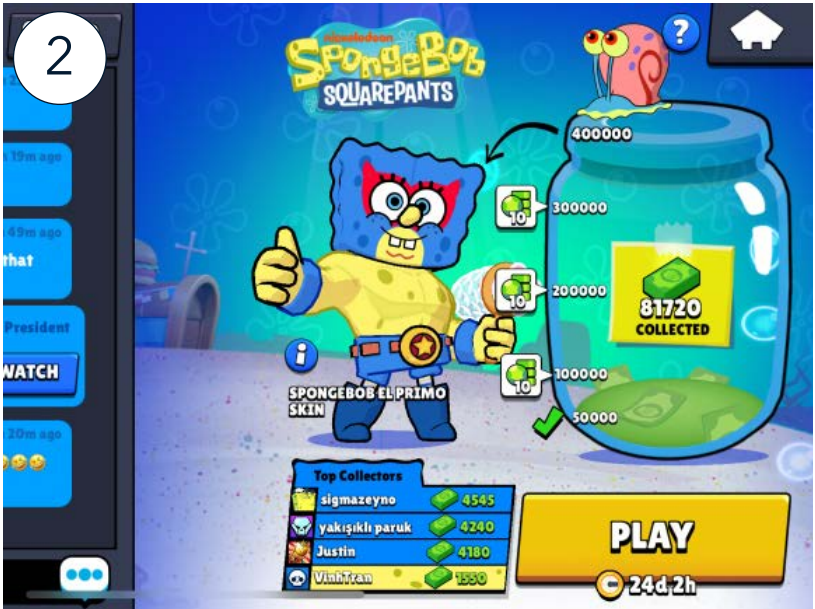 2
19m ago
49m ago
that
President
WATCH
20m ago
nickelodeon
SPONGEBOB
SQUAREPANTS
?
400000
10
300000
10
200000
10
100000
50000
81720
COLLECTED
i
SPONGEBOB EL PRIMO
SKIN
Top Collectors
sigmazeyno 4545
yakışıklı paruk 4240
Justin 4180
VinhTran 1550
PLAY
24d 2h